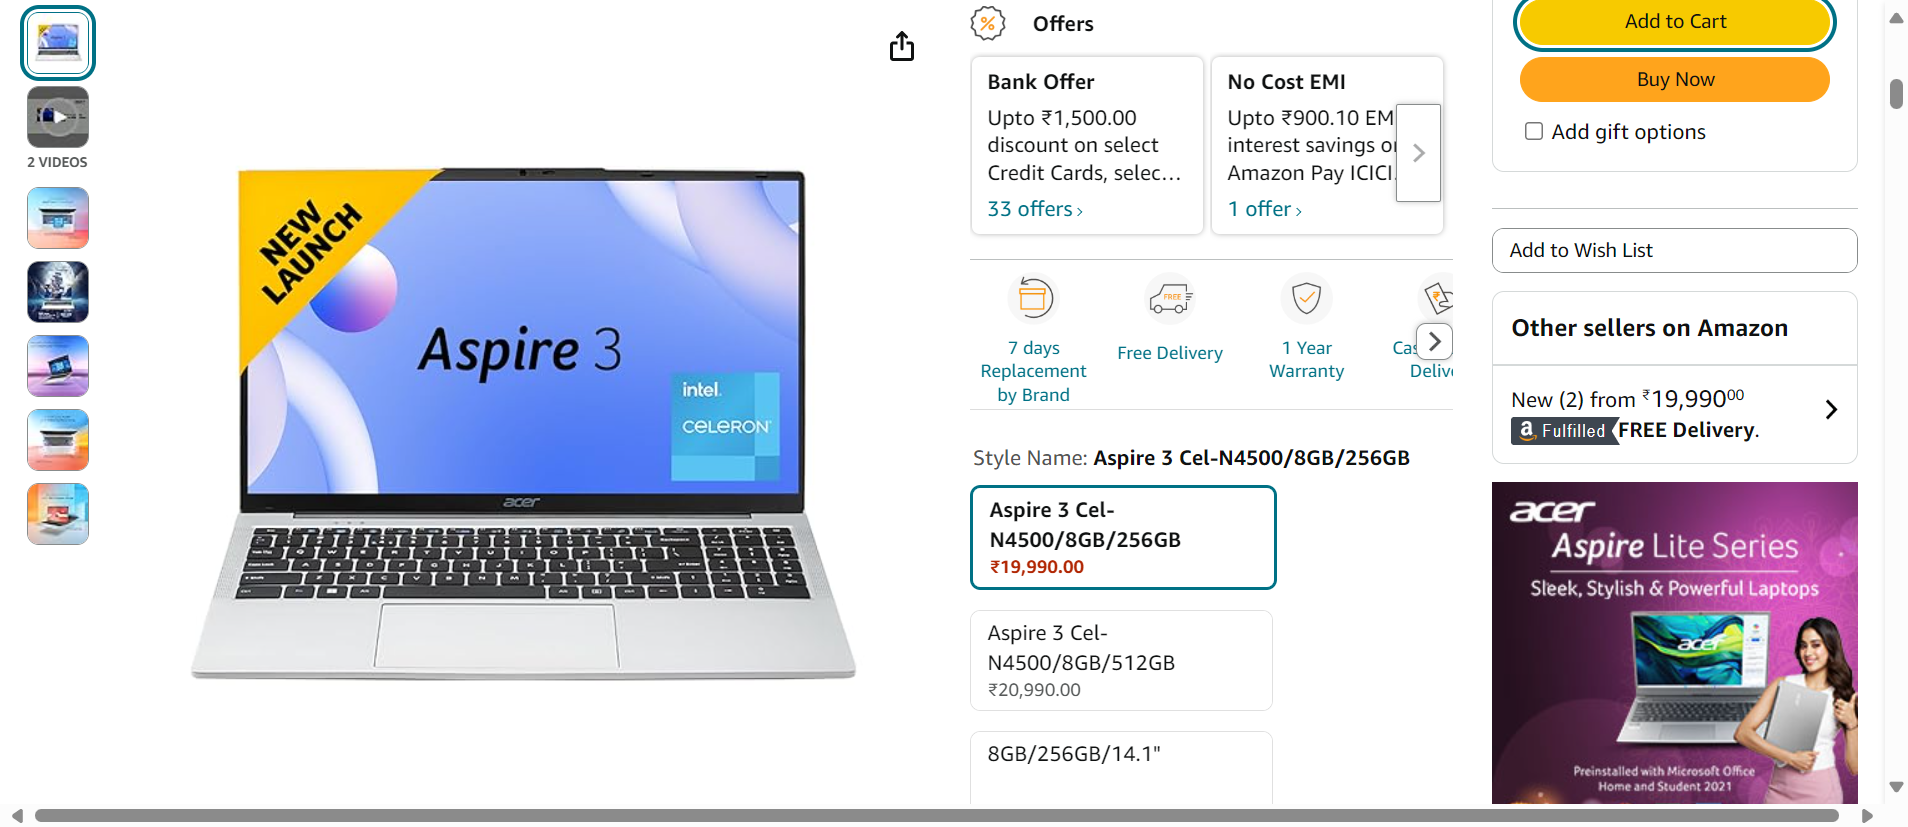 2 VIDEOS
NEW
LAUNCH
Aspire 3
intel.
CELERON
acer
Offers
Bank Offer
Upto ₹1,500.00
discount on select
Credit Cards, selec...
33 offers ›
No Cost EMI
Upto ₹900.10 EM
interest savings
Amazon Pay ICICI
1 offer ›
7 days
Replacement
by Brand
Free Delivery
FREE
1 Year
Warranty
Cas
Delive
Style Name: Aspire 3 Cel-N4500/8GB/256GB
Aspire 3 Cel-
N4500/8GB/256GB
₹19,990.00
Aspire 3 Cel-
N4500/8GB/512GB
₹20,990.00
8GB/256GB/14.1"
Add to Cart
Buy Now
Add gift options
Add to Wish List
Other sellers on Amazon
New (2) from ₹19,990⁰⁰
a Fulfilled FREE Delivery.
acer
Aspire Lite Series
Sleek, Stylish & Powerful Laptops
acer
Preinstalled with Microsoft Office
Home and Student 2021